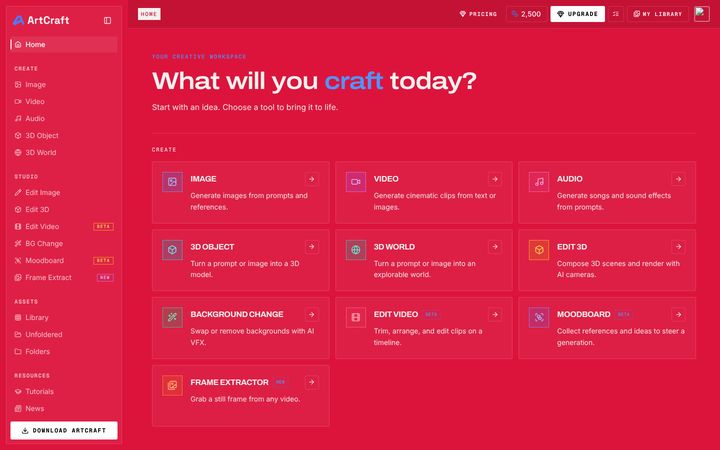 ArtCraft
Home
CREATE
Image
Video
Audio
3D Object
3D World
STUDIO
Edit Image
Edit 3D
Edit Video BETA
BG Change
Moodboard BETA
Frame Extract NEW
ASSETS
Library
Unfoldered
Folders
RESOURCES
Tutorials
News
DOWNLOAD ARTCRAFT
HOME
PRICING
2,500
UPGRADE
MY LIBRARY
YOUR CREATIVE WORKSPACE
What will you craft today?
Start with an idea. Choose a tool to bring it to life.
CREATE
IMAGE
Generate images from prompts and
references.
VIDEO
Generate cinematic clips from text or
images.
AUDIO
Generate songs and sound effects
from prompts.
3D OBJECT
Turn a prompt or image into a 3D
model.
3D WORLD
Turn a prompt or image into an
explorable world.
EDIT 3D
Compose 3D scenes and render with
AI cameras.
BACKGROUND CHANGE
Swap or remove backgrounds with AI
VFX.
EDIT VIDEO BETA
Trim, arrange, and edit clips on a
timeline.
MOODBOARD BETA
Collect references and ideas to steer a
generation.
FRAME EXTRACTOR NEW
Grab a still frame from any video.